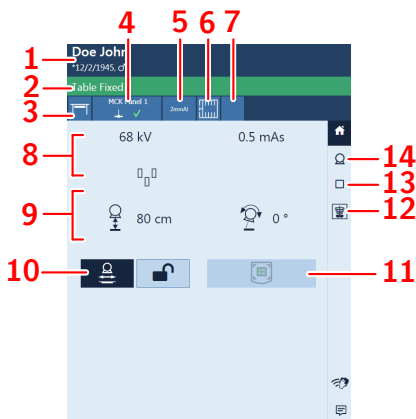 1
Doe John
*12/2/1945, ♂
2
Table Fixed
3
4
MCK Panel 1
5
2mmAl
6
7
8
68 kV
0.5 mAs
9
80 cm
0 °
10
11
12
13
14